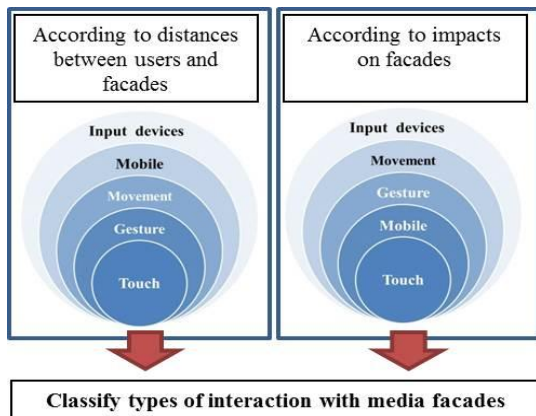 According to distances
between users and
facades
Input devices
Mobile
Movement
Gesture
Touch
According to impacts
on facades
Input devices
Movement
Gesture
Mobile
Touch
Classify types of interaction with media facades